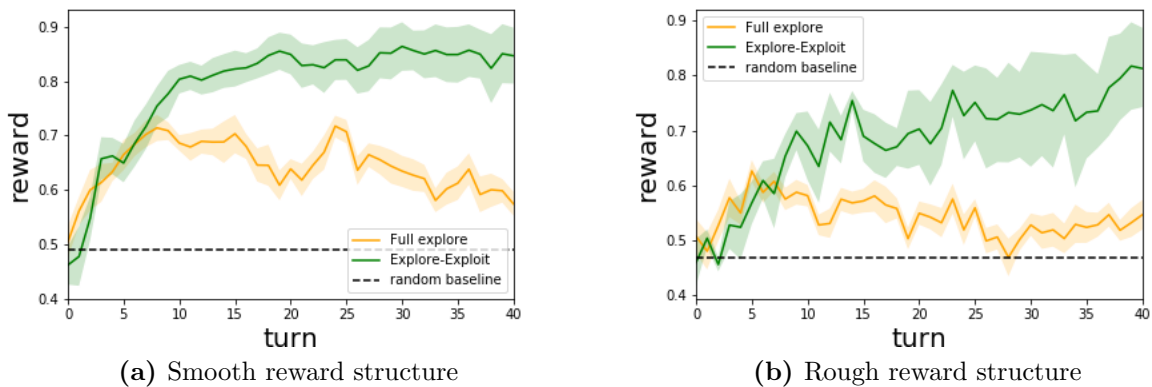 0.9
0.8
0.7
0.6
0.5
0.4
reward
0 5 10 15 20 25 30 35 40
turn
Full explore
Explore-Exploit
random baseline
(a) Smooth reward structure
0.9
0.8
0.7
0.6
0.5
0.4
reward
Full explore
Explore-Exploit
random baseline
0 5 10 15 20 25 30 35 40
turn
(b) Rough reward structure